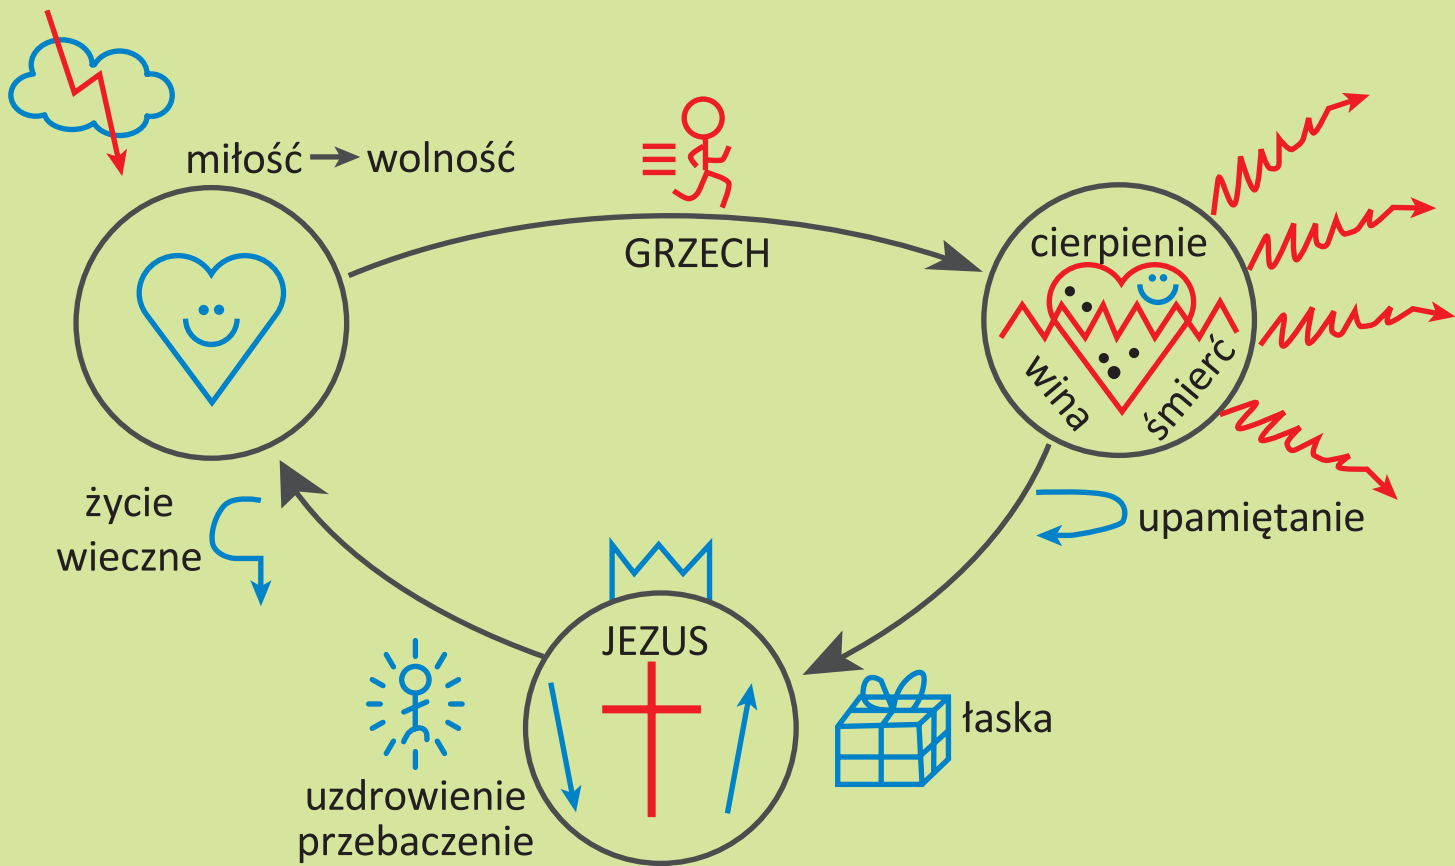 miłość → wolność
GRZECH
cierpienie
wina
śmierć
upamiętanie
łaska
JEZUS
uzdrowienie
przebaczenie
życie
wieczne